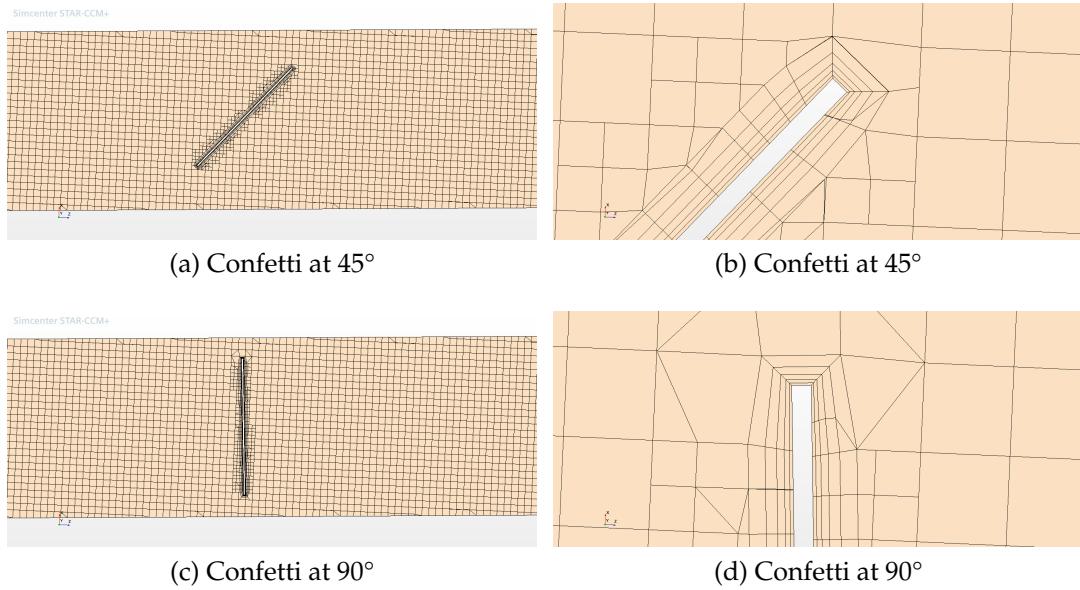 Simcenter STAR-CCM+
(a) Confetti at 45°
(b) Confetti at 45°
Simcenter STAR-CCM+
(c) Confetti at 90°
(d) Confetti at 90°